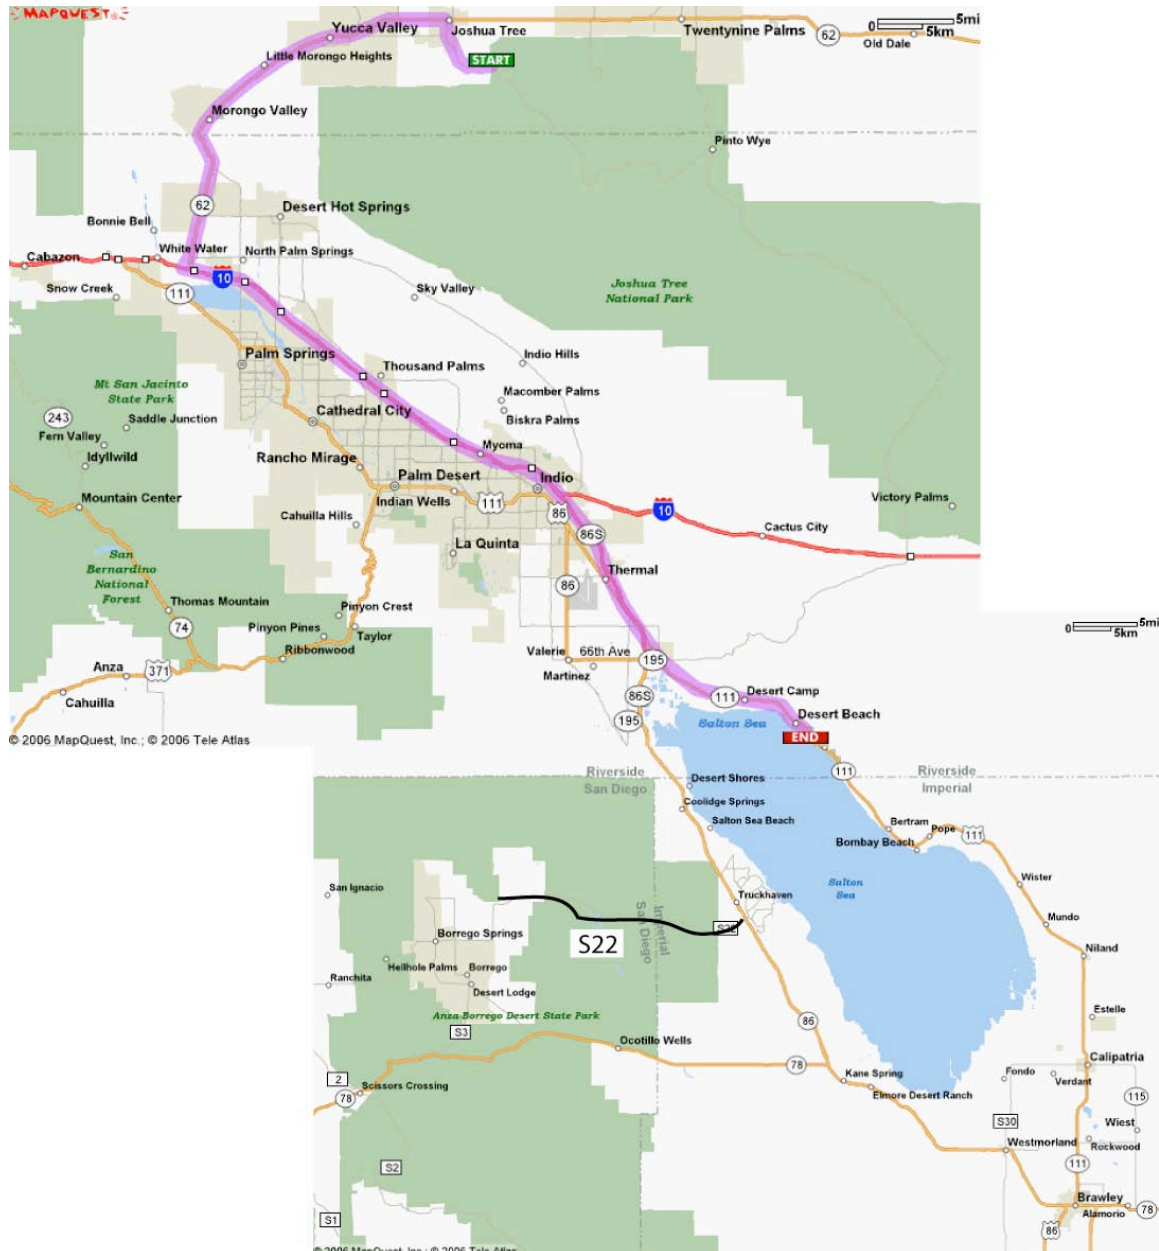 MAPQUEST
Yucca Valley
Joshua Tree
Twentynine Palms
62
Old Dale
0 5mi
5km
Little Morongo Heights
START
Morongo Valley
Pinto Wye
62
Desert Hot Springs
Bonnie Bell
White Water
North Palm Springs
Cabazon
10
Snow Creek
111
Sky Valley
Joshua Tree
National Park
Palm Springs
Indio Hills
Thousand Palms
Mt San Jacinto
State Park
Macomber Palms
243
Saddle Junction
Cathedral City
Biskra Palms
Fern Valley
Myoma
Idyllwild
Rancho Mirage
Palm Desert
Indio
Mountain Center
Indian Wells
111
Victory Palms
Cahuilla Hills
86
10
Cactus City
86S
La Quinta
San
Bernardino
National
Forest
Thermal
86
Thomas Mountain
Pinyon Crest
74
Pinyon Pines
Taylor
0 5mi
5km
Ribbonwood
Valerie
66th Ave
195
Anza
371
Martinez
Cahuilla
86S
111
Desert Camp
195
Salton Sea
Desert Beach
END
© 2006 MapQuest, Inc.; © 2006 Tele Atlas
Riverside
San Diego
Desert Shores
111
Riverside
Imperial
Coolidge Springs
Salton Sea Beach
Bertram
Pope
111
Bombay Beach
San Ignacio
Truckhaven
Salton
Sea
Wister
Imperial
San Diego
S22
Mundo
Borrego Springs
S22
Niland
Hellhole Palms
Borrego
Ranchita
Desert Lodge
Anza Borrego Desert State Park
Estelle
S3
86
Ocotillo Wells
78
Calipatria
2
Scissors Crossing
Kane Spring
Fondo
Verdant
78
Elmore Desert Ranch
115
S30
Wiest
Westmorland
Rockwood
S2
111
Brawley
78
S1
Alamorio
86
© 2006 MapQuest, Inc.; © 2006 Tele Atlas